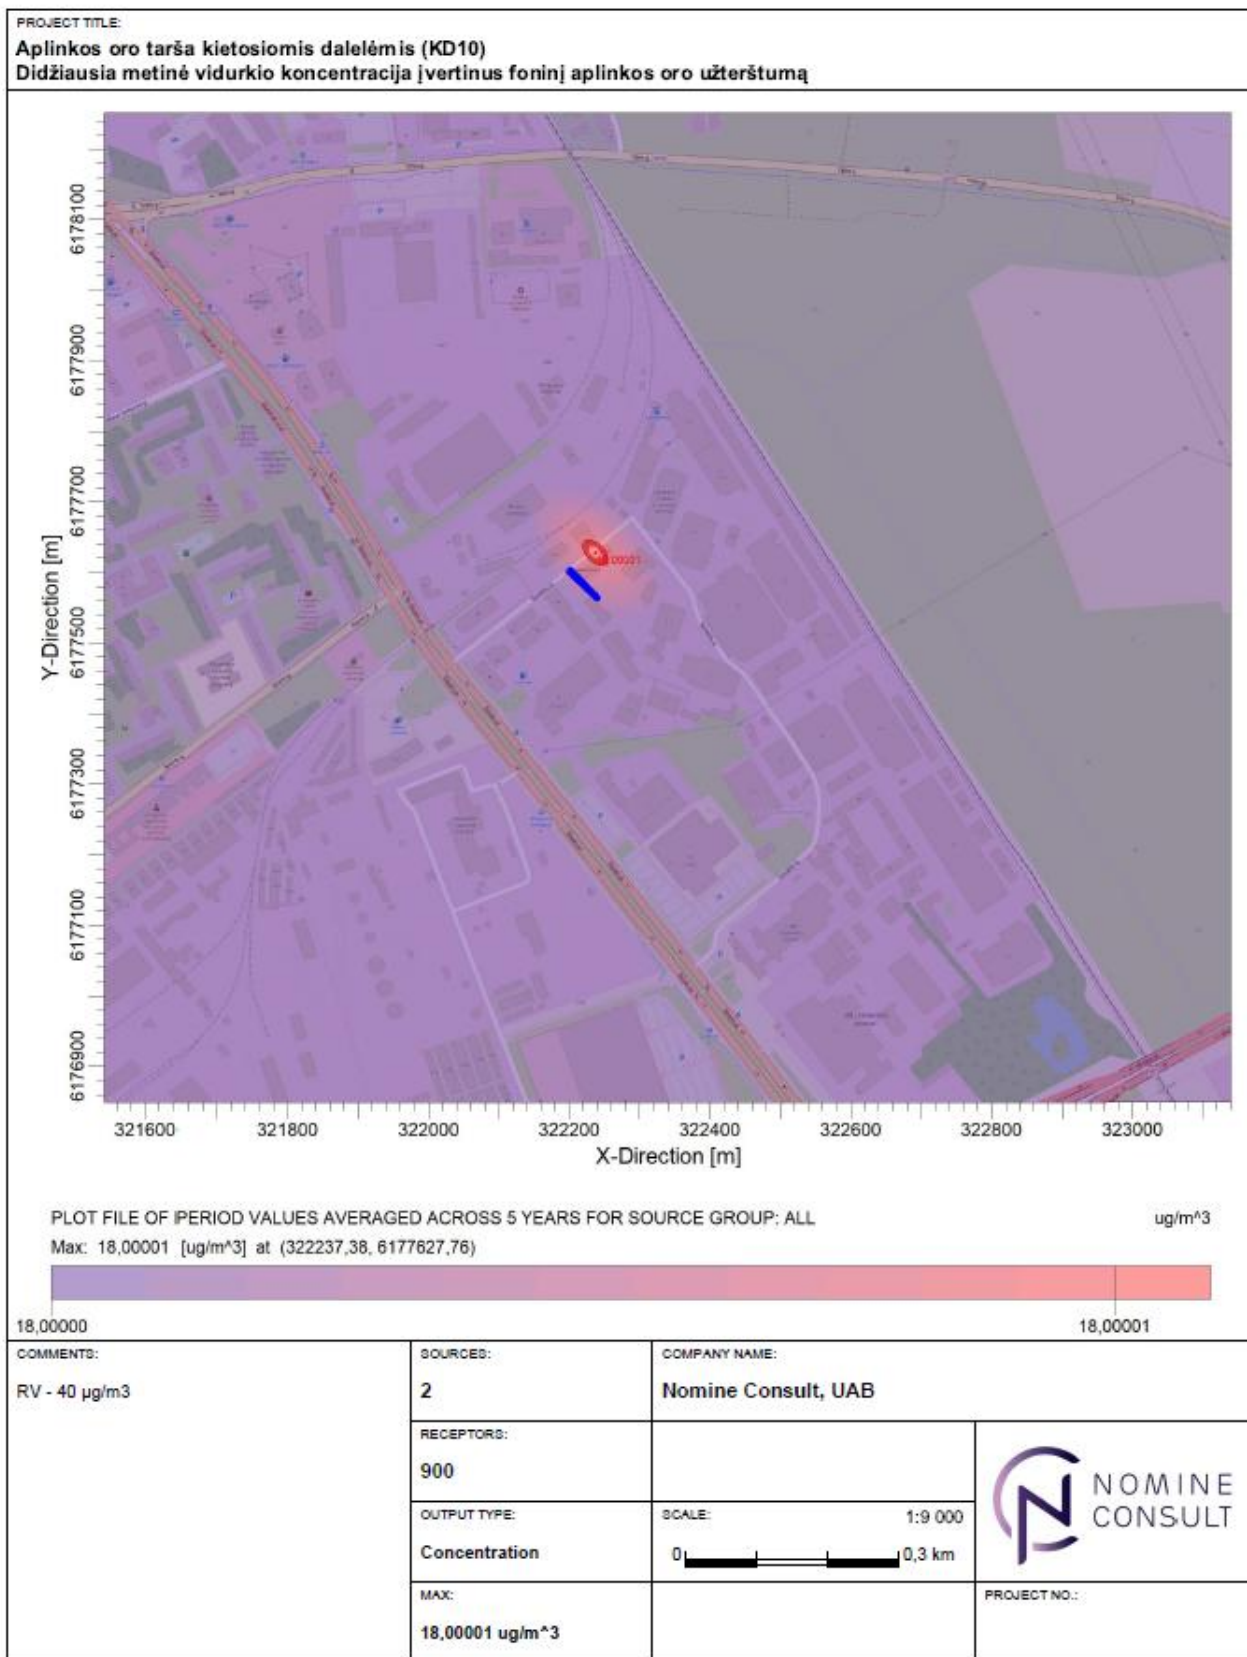 PROJECT TITLE:
Aplinkos oro tarša kietosiomis dalelėmis (KD10)
Didžiausia metinė vidurkio koncentracija įvertinus foninį aplinkos oro užterštumą
Y-Direction [m]
6178100
6177900
6177700
6177500
6177300
6177100
6176900
321600 321800 322000 322200 322400 322600 322800 323000
X-Direction [m]
PLOT FILE OF PERIOD VALUES AVERAGED ACROSS 5 YEARS FOR SOURCE GROUP: ALL ug/m^3
Max: 18,00001 [ug/m^3] at (322237,38, 6177627,76)
18,00000 18,00001
COMMENTS:
RV - 40 µg/m3
SOURCES:
2
COMPANY NAME:
Nomine Consult, UAB
RECEPTORS:
900
OUTPUT TYPE:
Concentration
SCALE: 1:9 000
0 0,3 km
NOMINE
CONSULT
MAX:
18,00001 ug/m^3
PROJECT NO.: